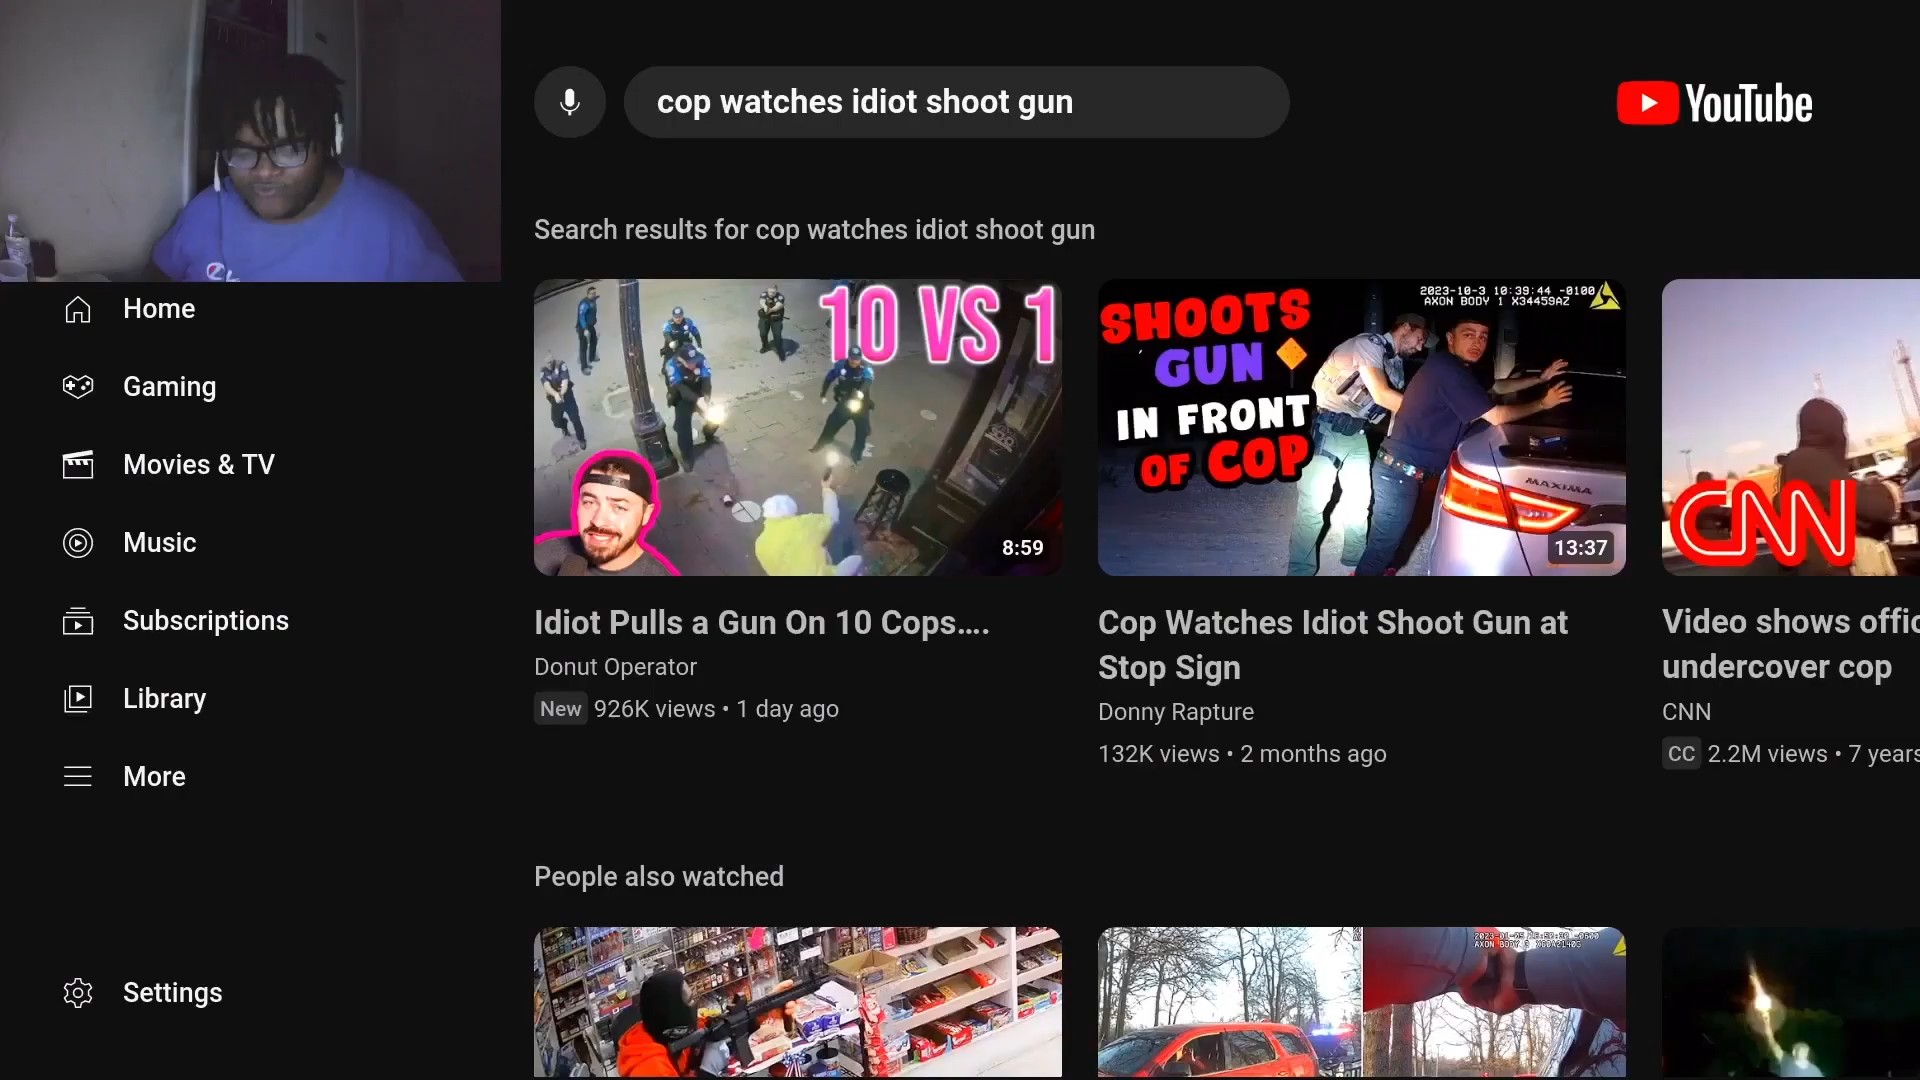 cop watches idiot shoot gun
YouTube
Search results for cop watches idiot shoot gun
10 VS 1
8:59
Idiot Pulls a Gun On 10 Cops....
Donut Operator
New 926K views • 1 day ago
SHOOTS
GUN
IN FRONT
OF COP
2023-10-3 10:39:44 -0100
AXON BODY 1 X34459AZ
MAXIMA
13:37
Cop Watches Idiot Shoot Gun at
Stop Sign
Donny Rapture
132K views • 2 months ago
CNN
Video shows offic
undercover cop
CNN
CC 2.2M views • 7 years
Home
Gaming
Movies & TV
Music
Subscriptions
Library
More
Settings
People also watched